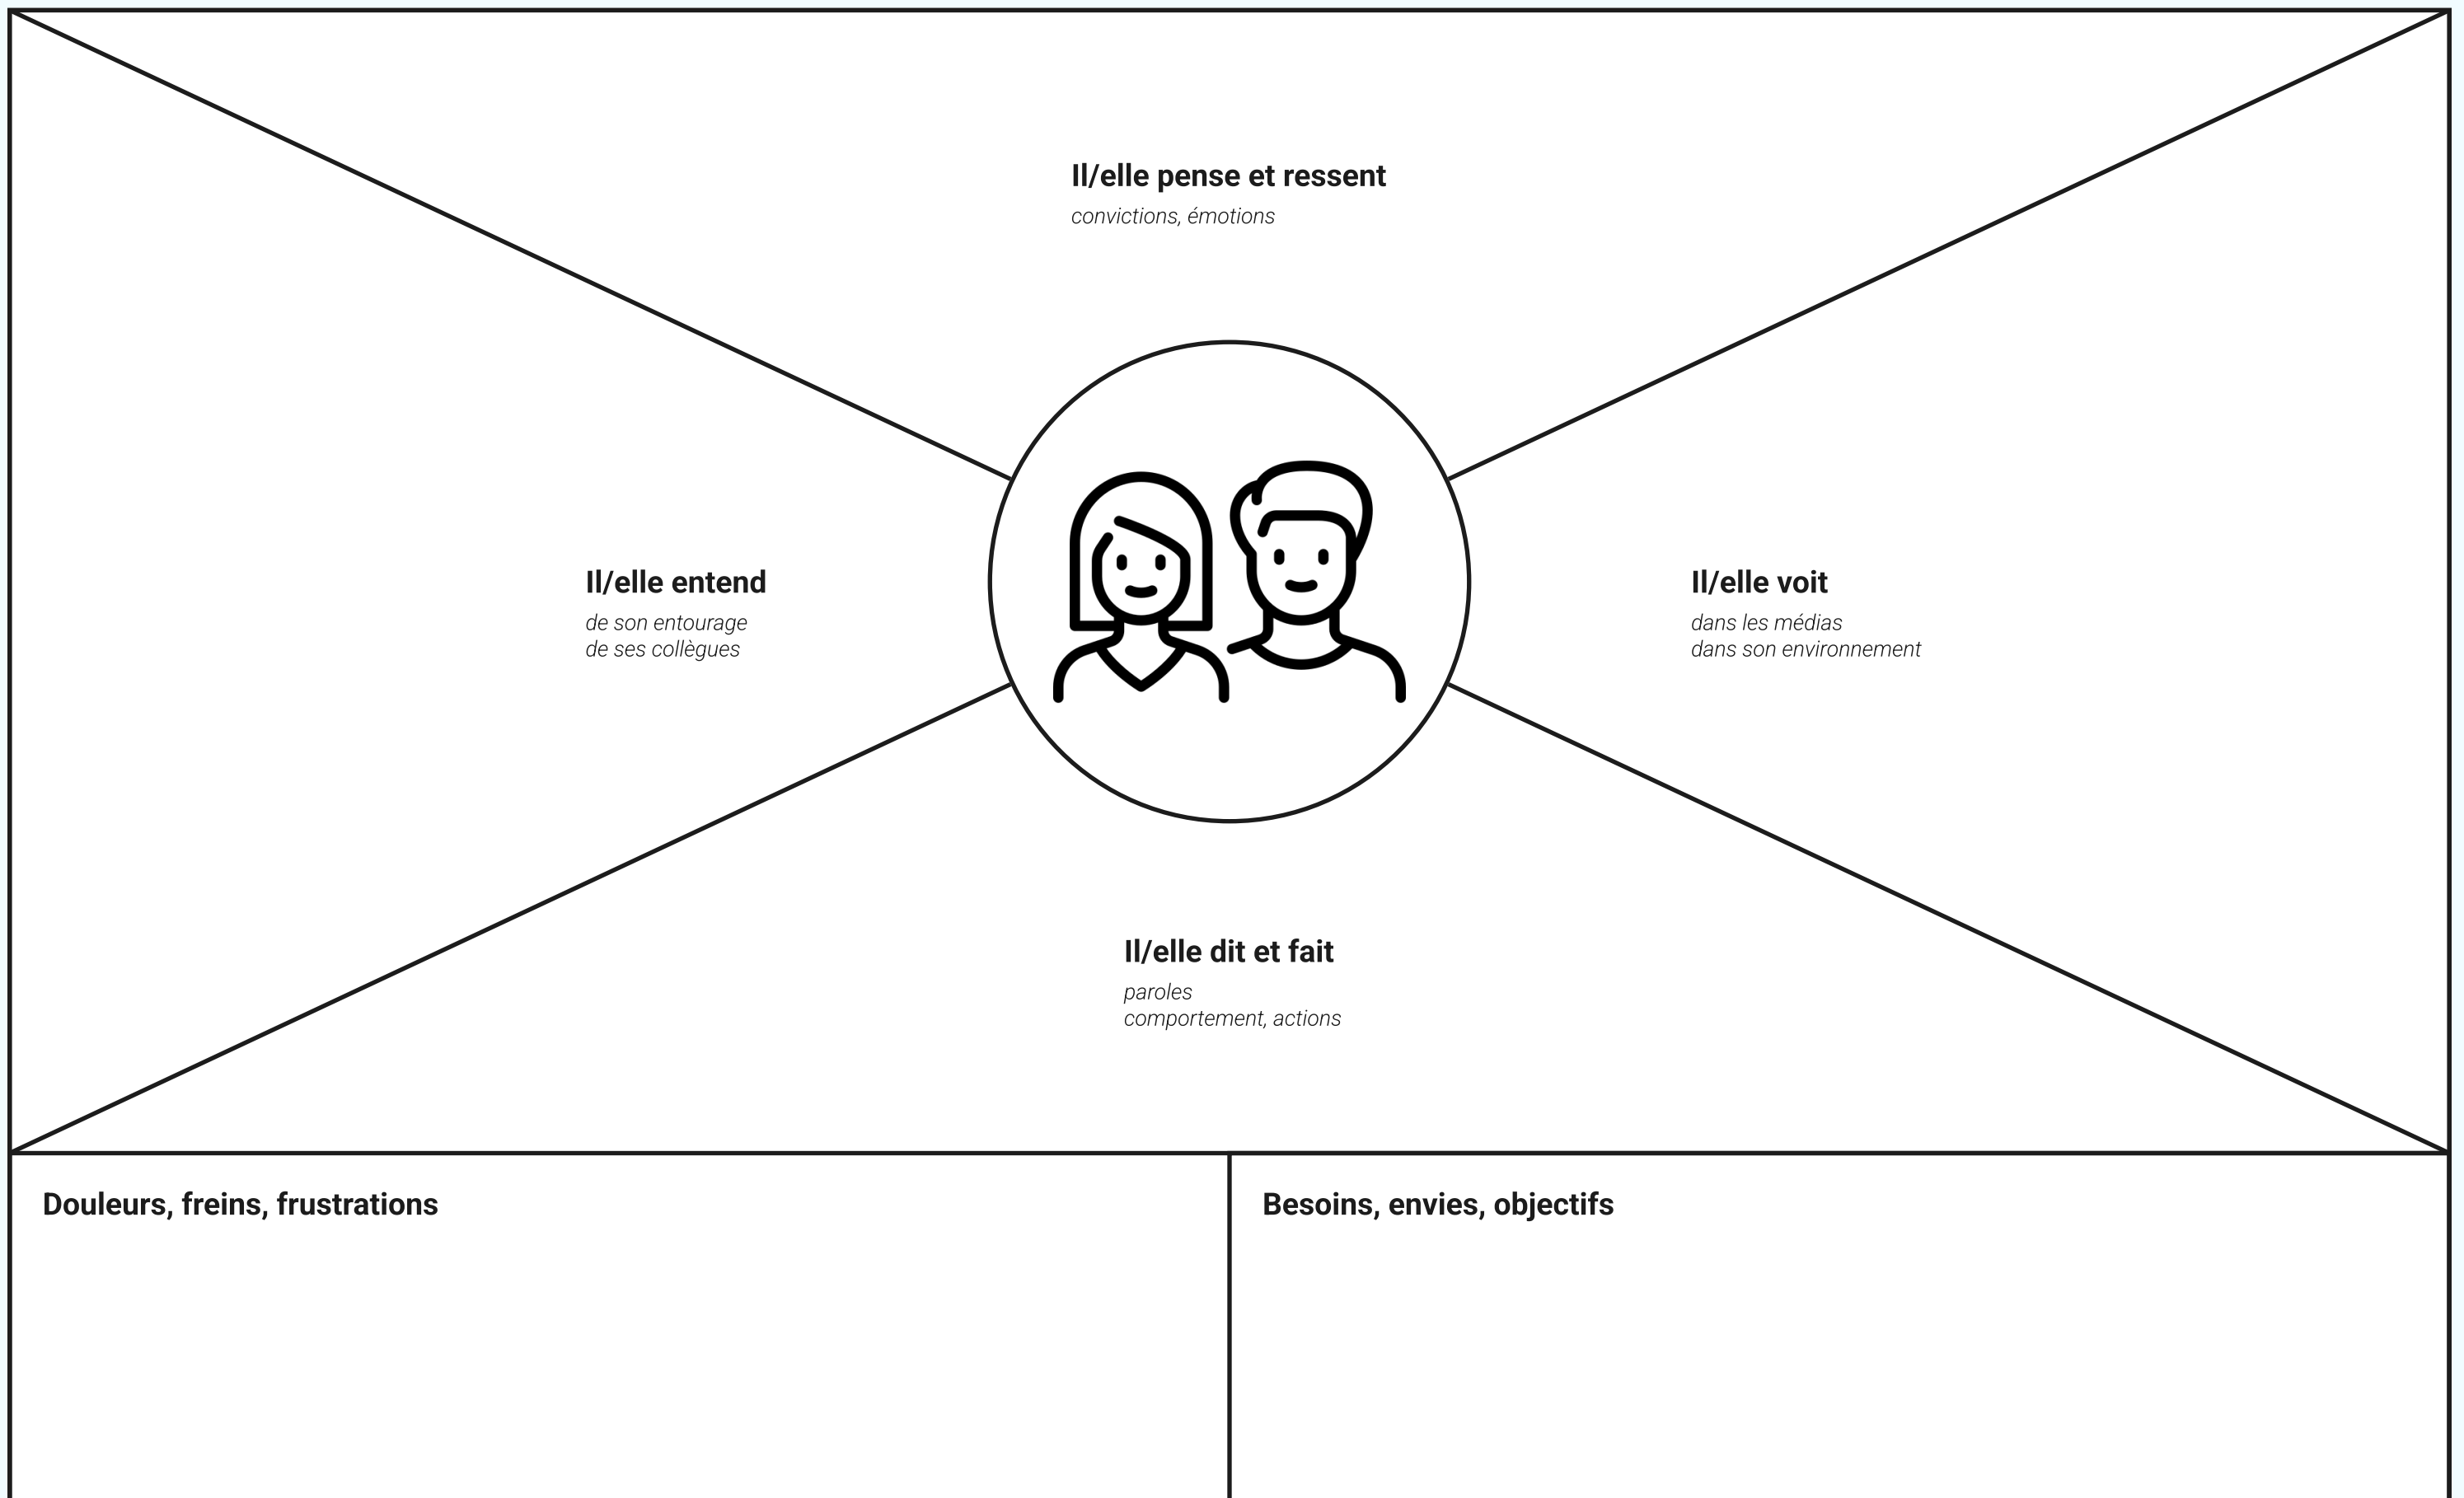 Il/elle pense et ressent
convictions, émotions
Il/elle entend
de son entourage
de ses collègues
Il/elle voit
dans les médias
dans son environnement
Il/elle dit et fait
paroles
comportement, actions
Douleurs, freins, frustrations
Besoins, envies, objectifs